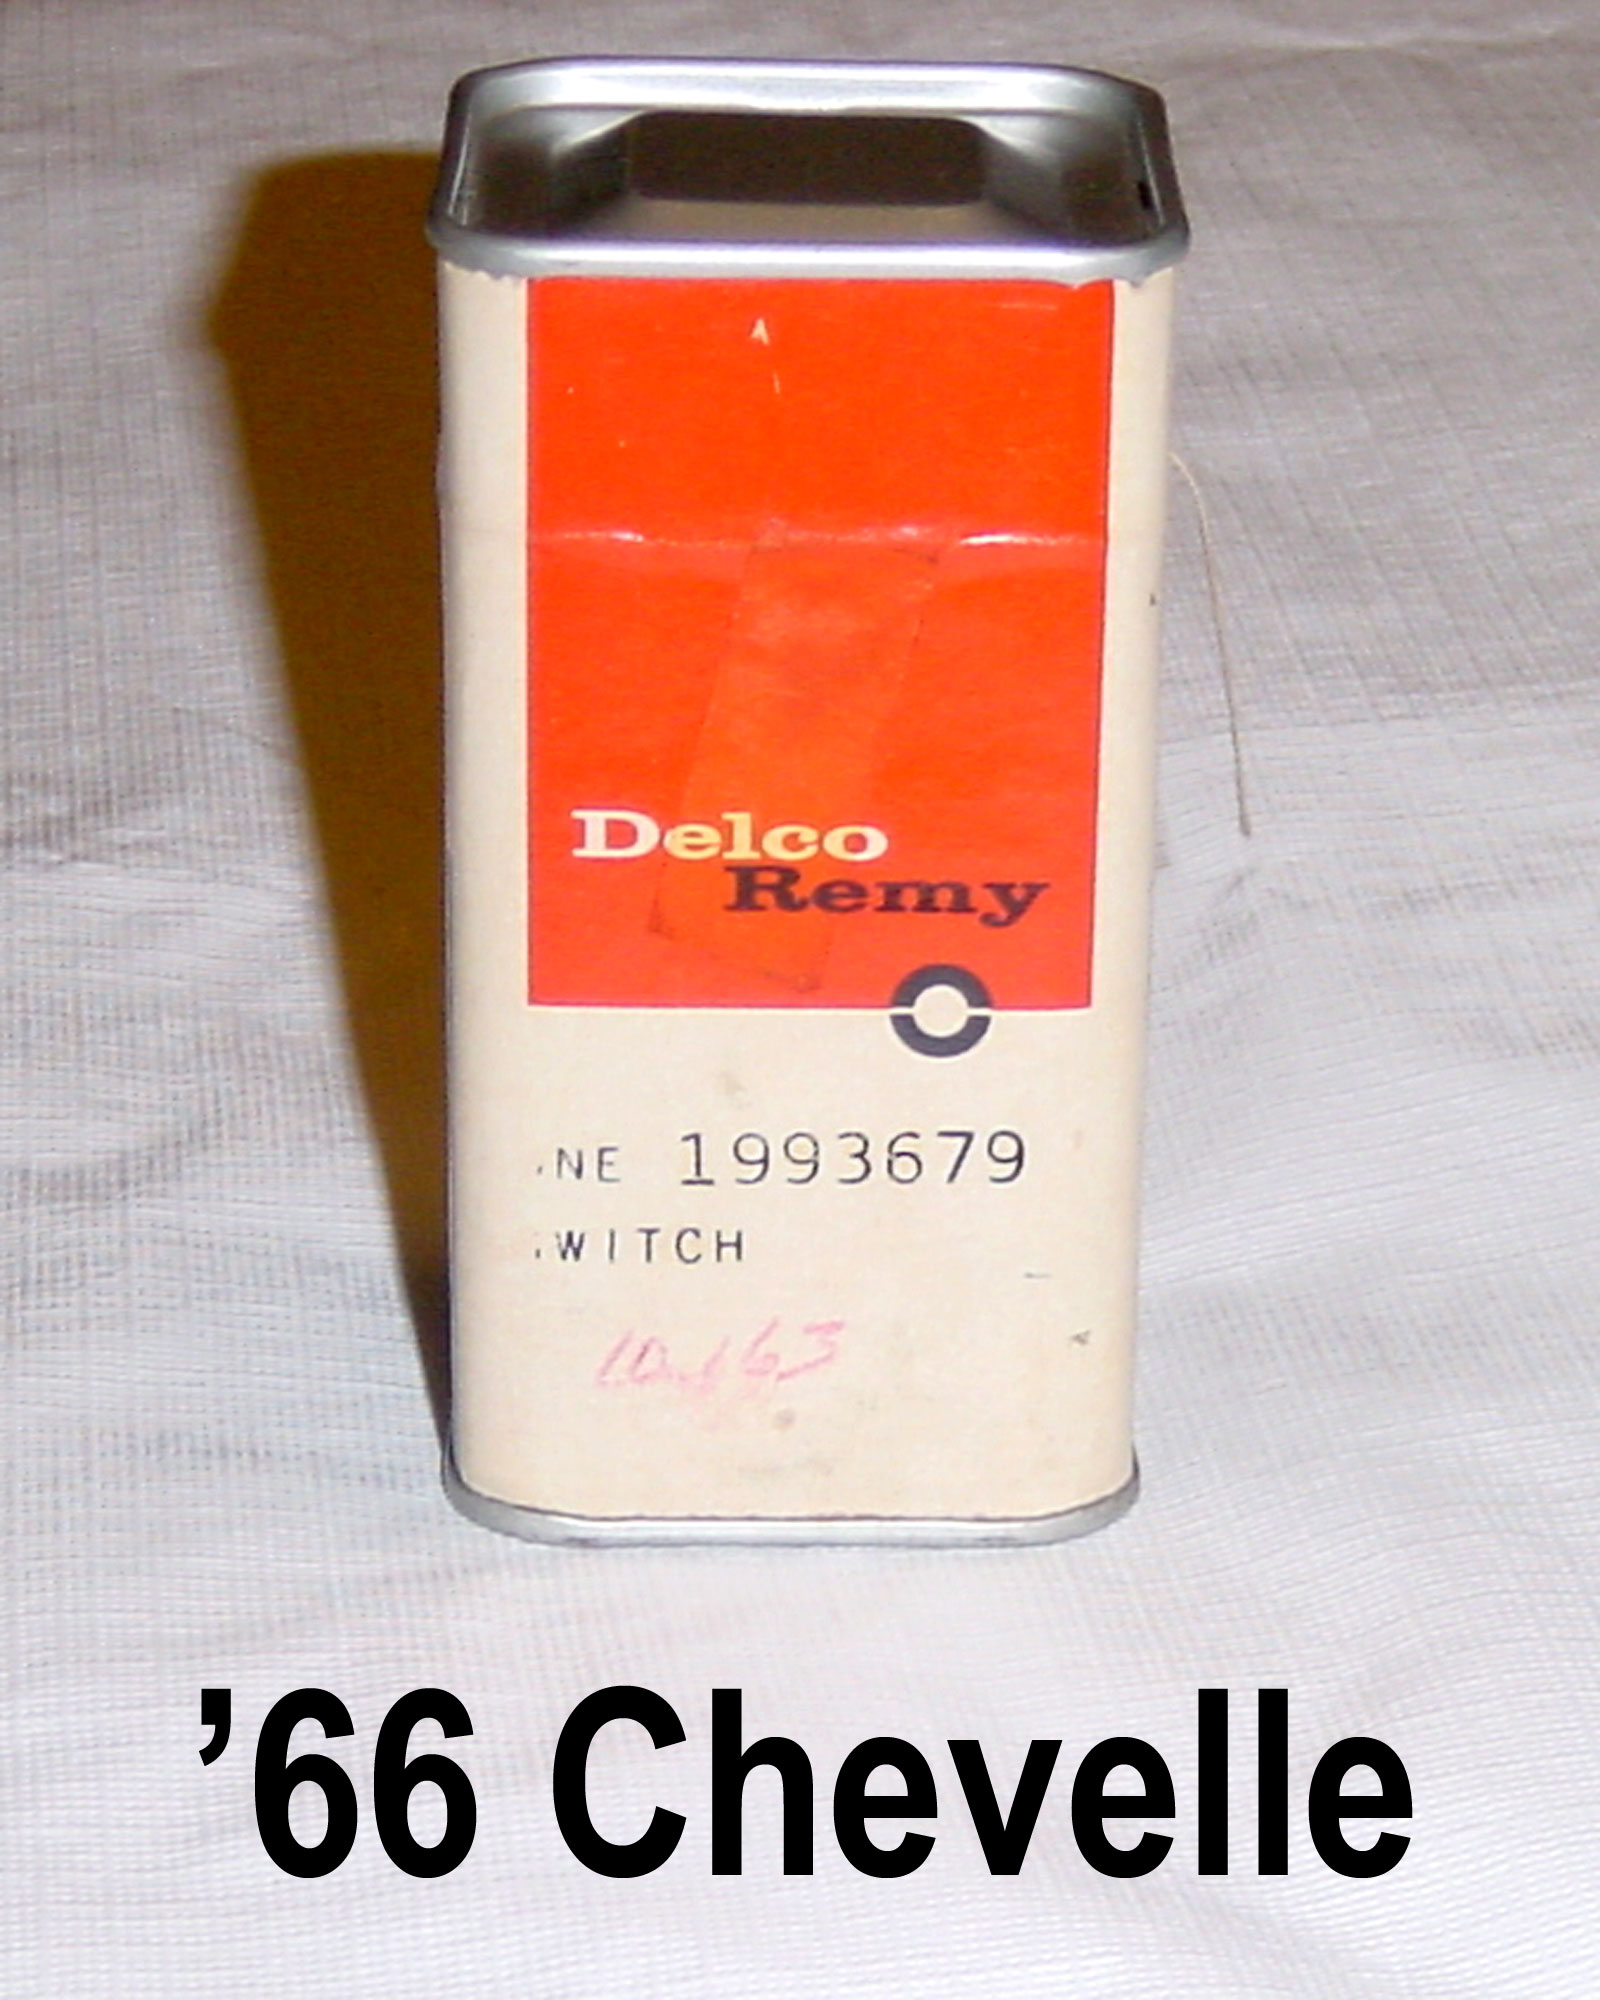 Delco
Remy
NE 1993679
WITCH
’66 Chevelle